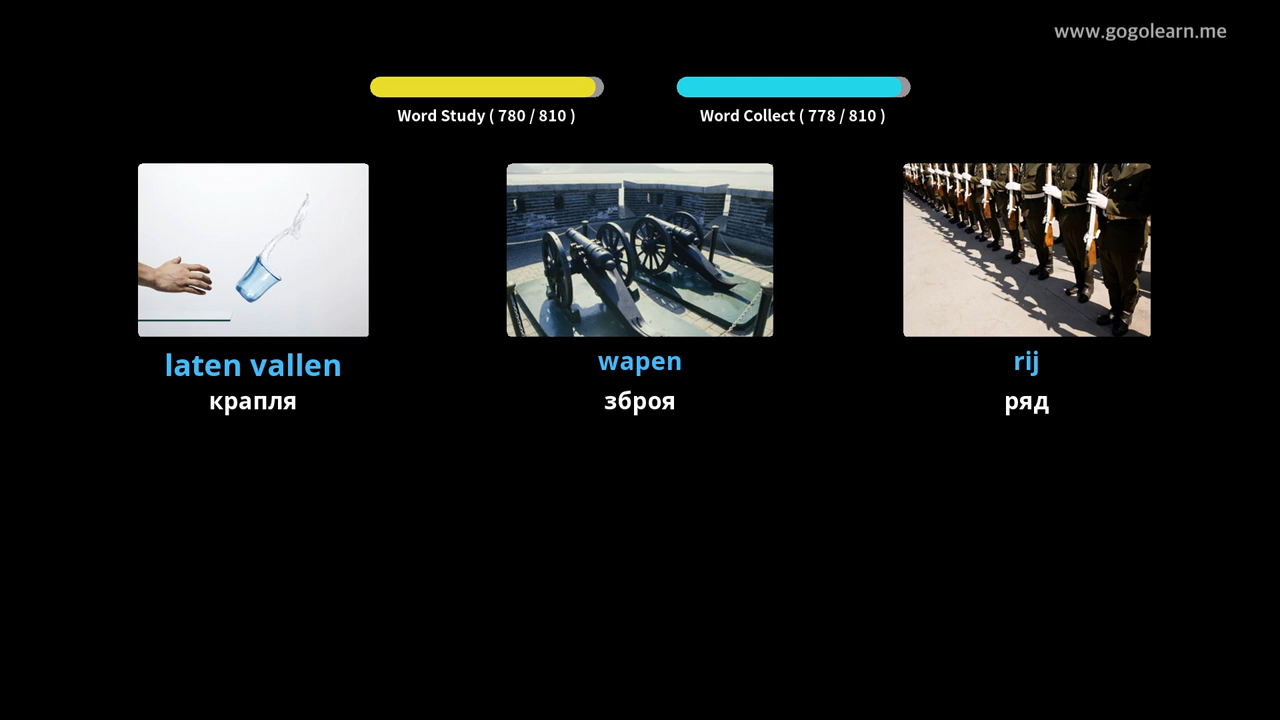 www.gogolearn.me
Word Study ( 780 / 810 )
Word Collect ( 778 / 810 )
laten vallen
wapen
rij
крапля
зброя
ряд